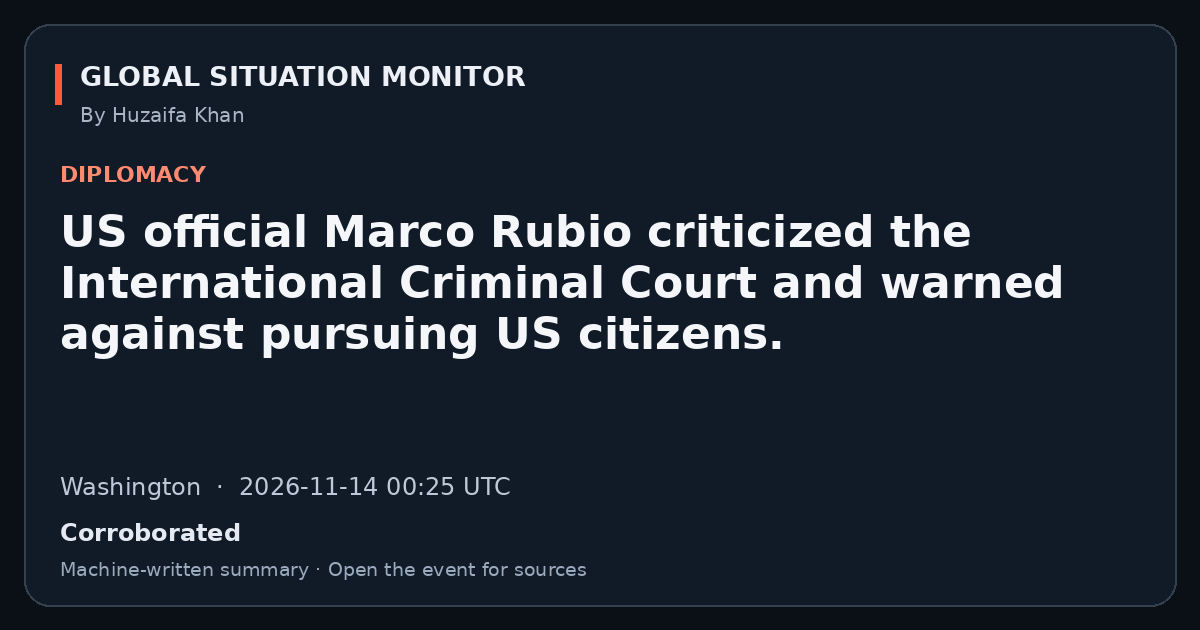 GLOBAL SITUATION MONITOR
By Huzaifa Khan
DIPLOMACY
US official Marco Rubio criticized the
International Criminal Court and warned
against pursuing US citizens.
Washington · 2026-11-14 00:25 UTC
Corroborated
Machine-written summary · Open the event for sources